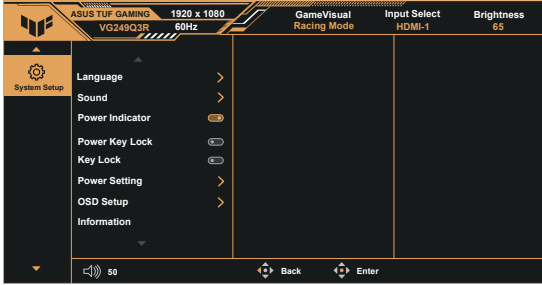 ASUS TUF GAMING 1920 x 1080
VG249Q3R 60Hz
GameVisual
Racing Mode
Input Select
HDMI-1
Brightness
65
System Setup
Language
Sound
Power Indicator
Power Key Lock
Key Lock
Power Setting
OSD Setup
Information
50
Back
Enter